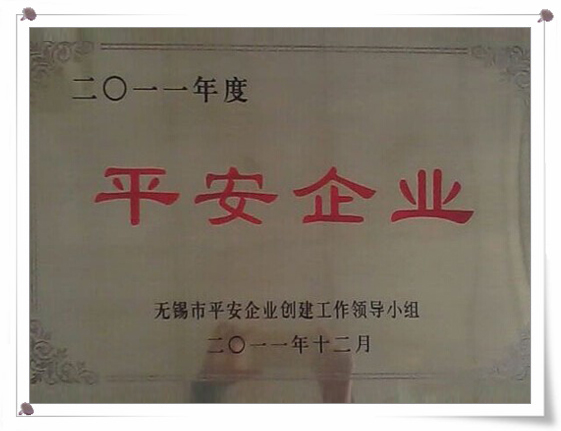 二〇一一年度
平安企业
无锡市平安企业创建工作领导小组
二〇一一年十二月